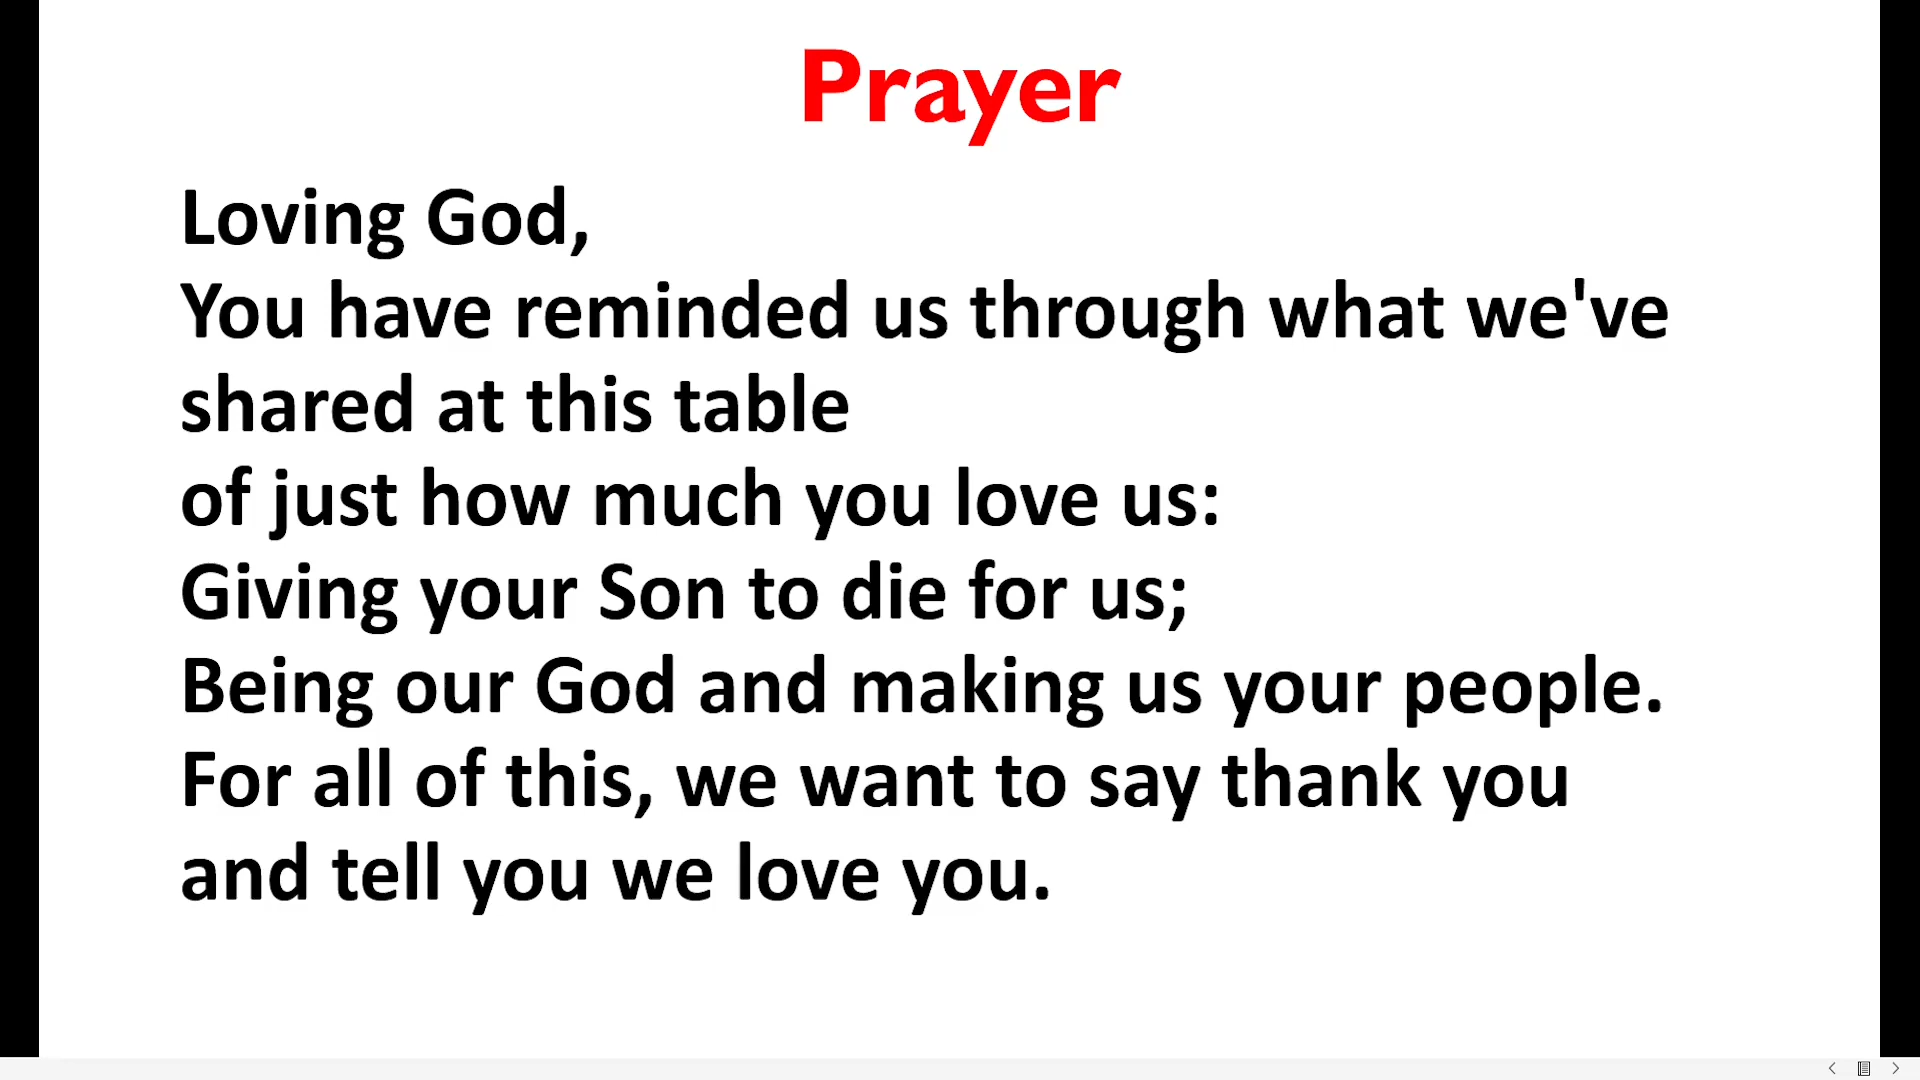 Prayer
Loving God,
You have reminded us through what we've
shared at this table
of just how much you love us:
Giving your Son to die for us;
Being our God and making us your people.
For all of this, we want to say thank you
and tell you we love you.